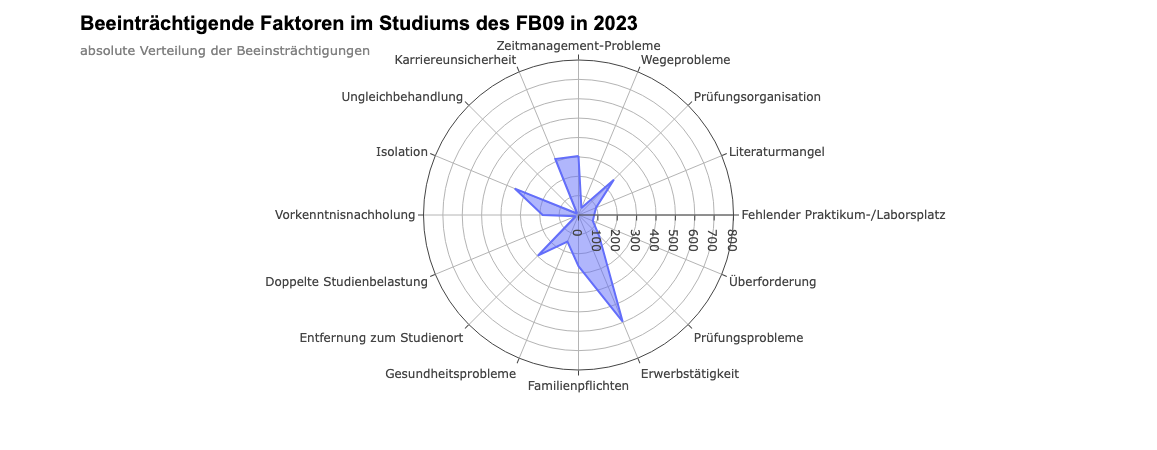 Beeinträchtigende Faktoren im Studiums des FB09 in 2023
absolute Verteilung der Beeinsträchtigungen
Zeitmanagement-Probleme
Karriereunsicherheit
Wegeprobleme
Ungleichbehandlung
Prüfungsorganisation
Isolation
Literaturmangel
Vorkenntnisnachholung
Fehlender Praktikum-/Laborsplatz
0
100
200
300
400
500
600
700
800
Doppelte Studienbelastung
Überforderung
Entfernung zum Studienort
Prüfungsprobleme
Gesundheitsprobleme
Erwerbstätigkeit
Familienpflichten